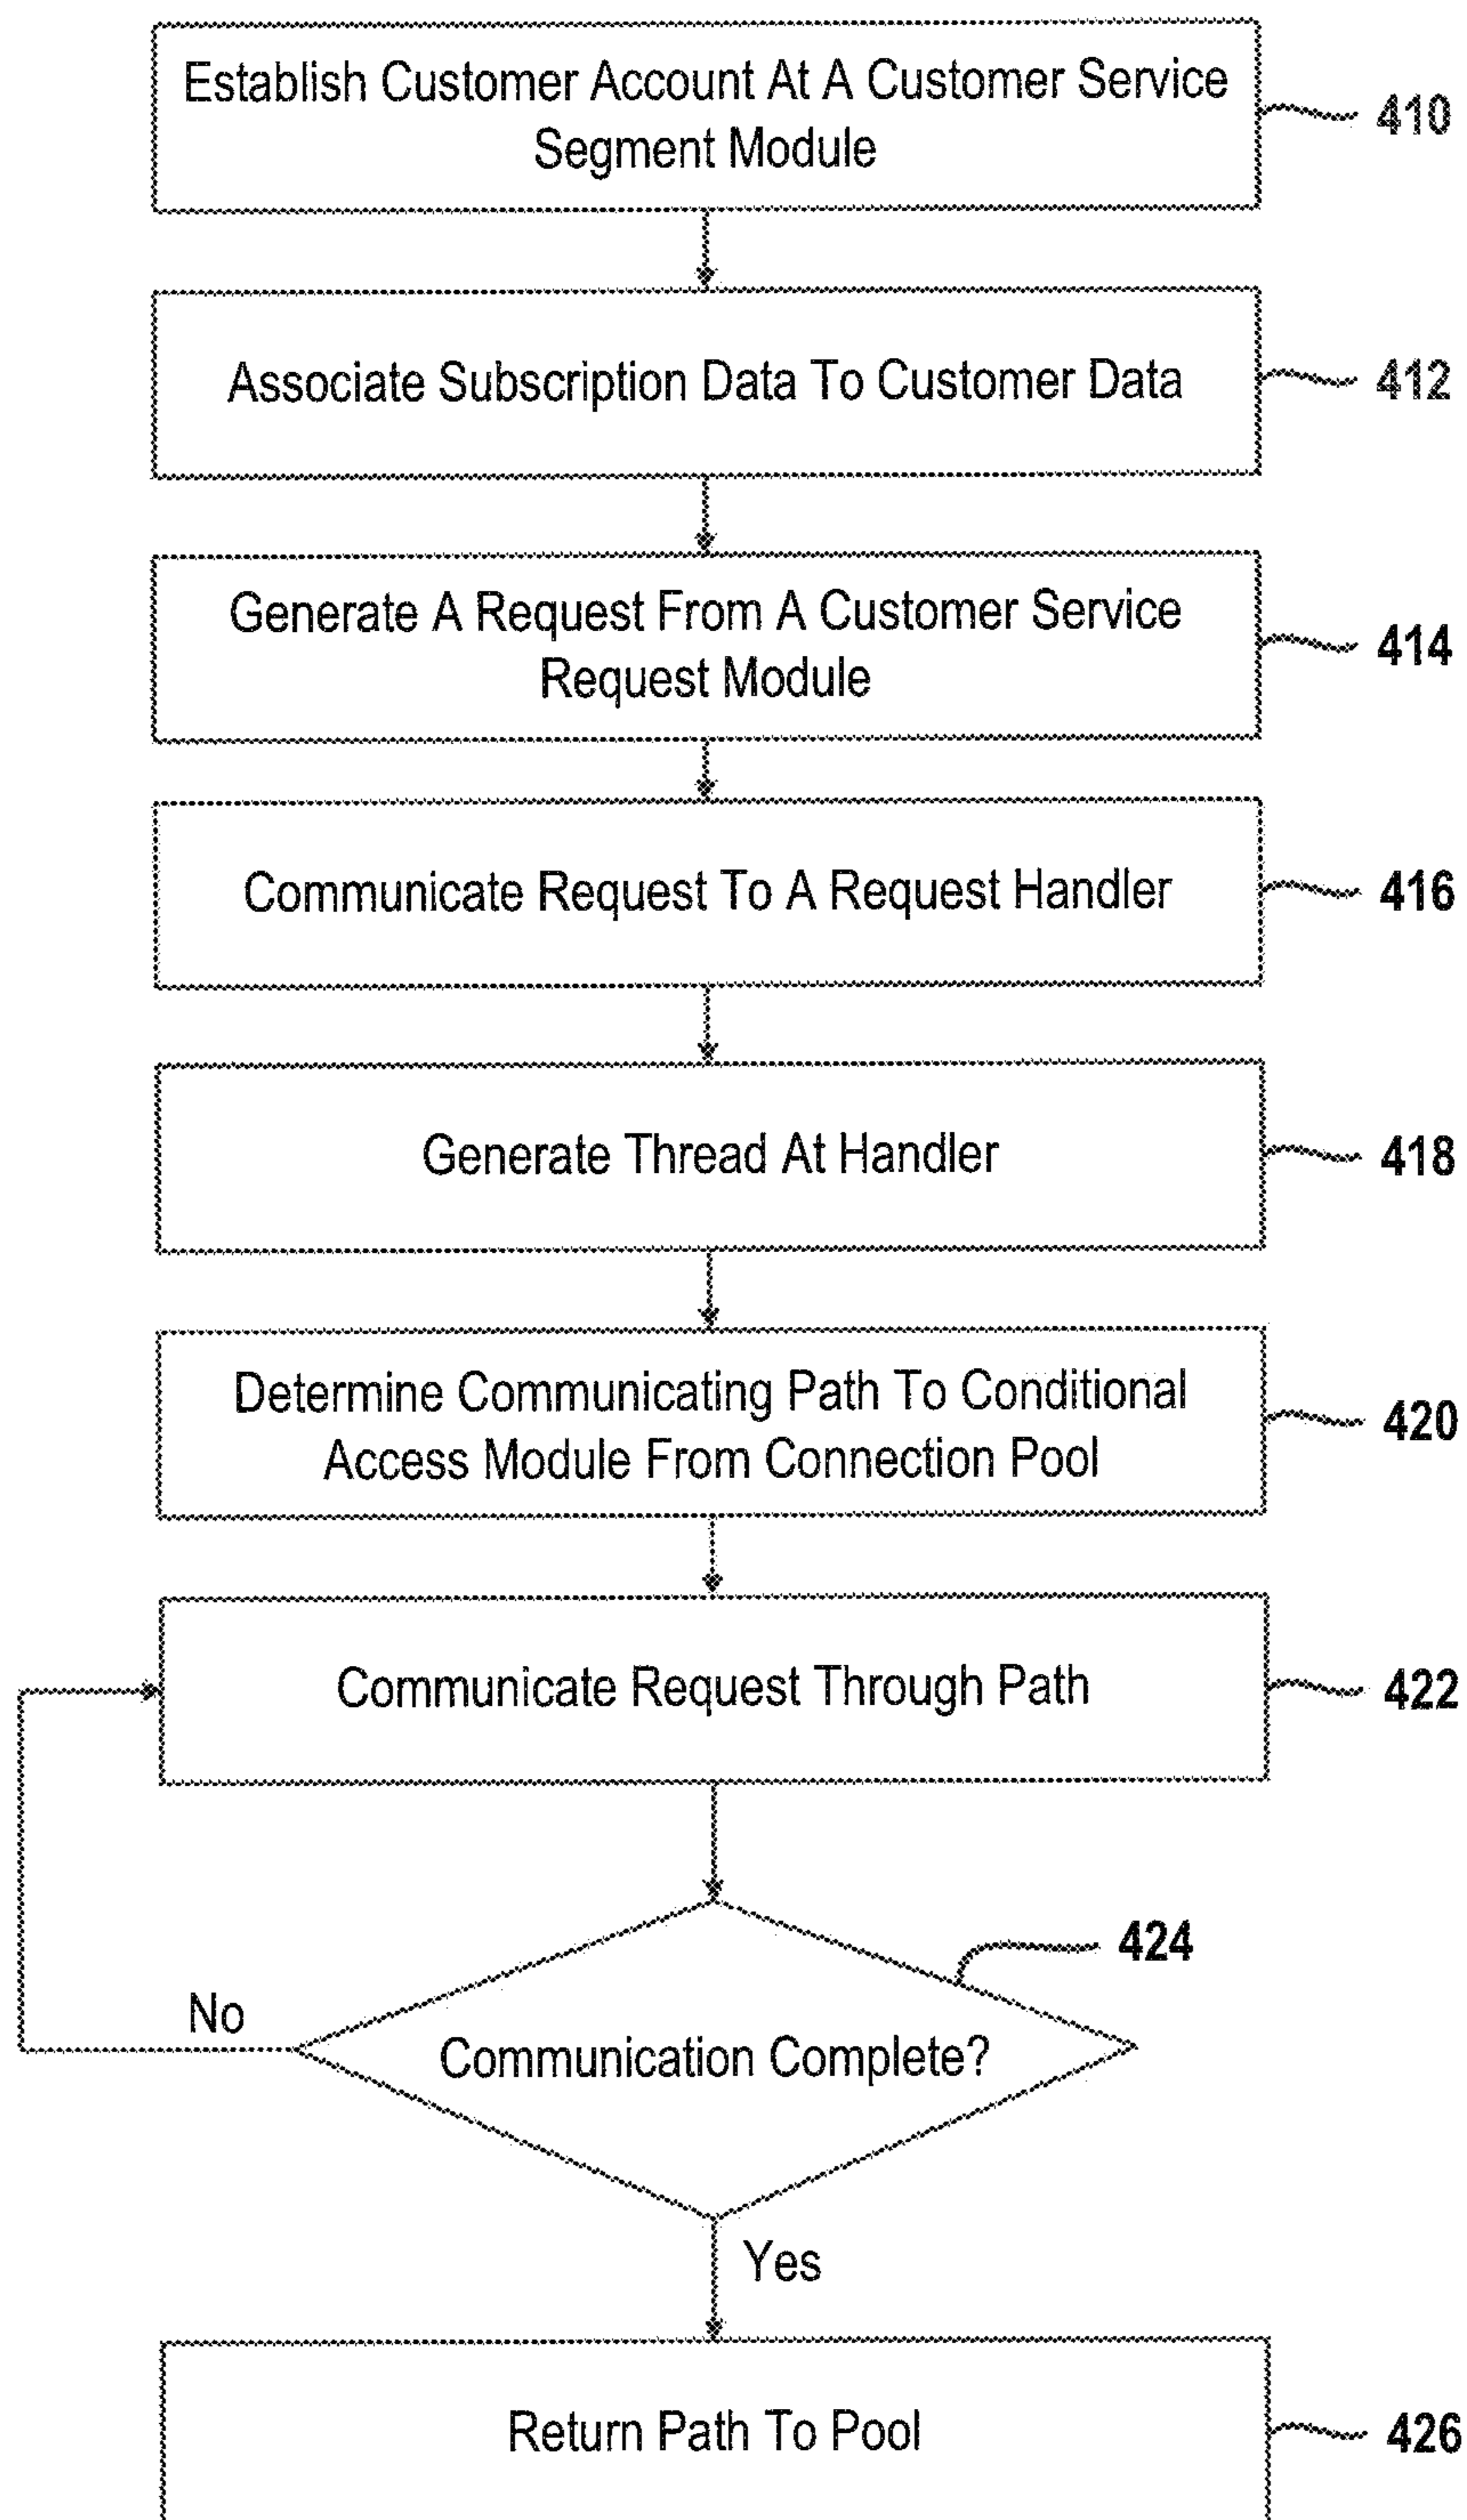 Establish Customer Account At A Customer Service
Segment Module
410
Associate Subscription Data To Customer Data
412
Generate A Request From A Customer Service
Request Module
414
Communicate Request To A Request Handler
416
Generate Thread At Handler
418
Determine Communicating Path To Conditional
Access Module From Connection Pool
420
Communicate Request Through Path
422
424
No
Communication Complete?
Yes
Return Path To Pool
426